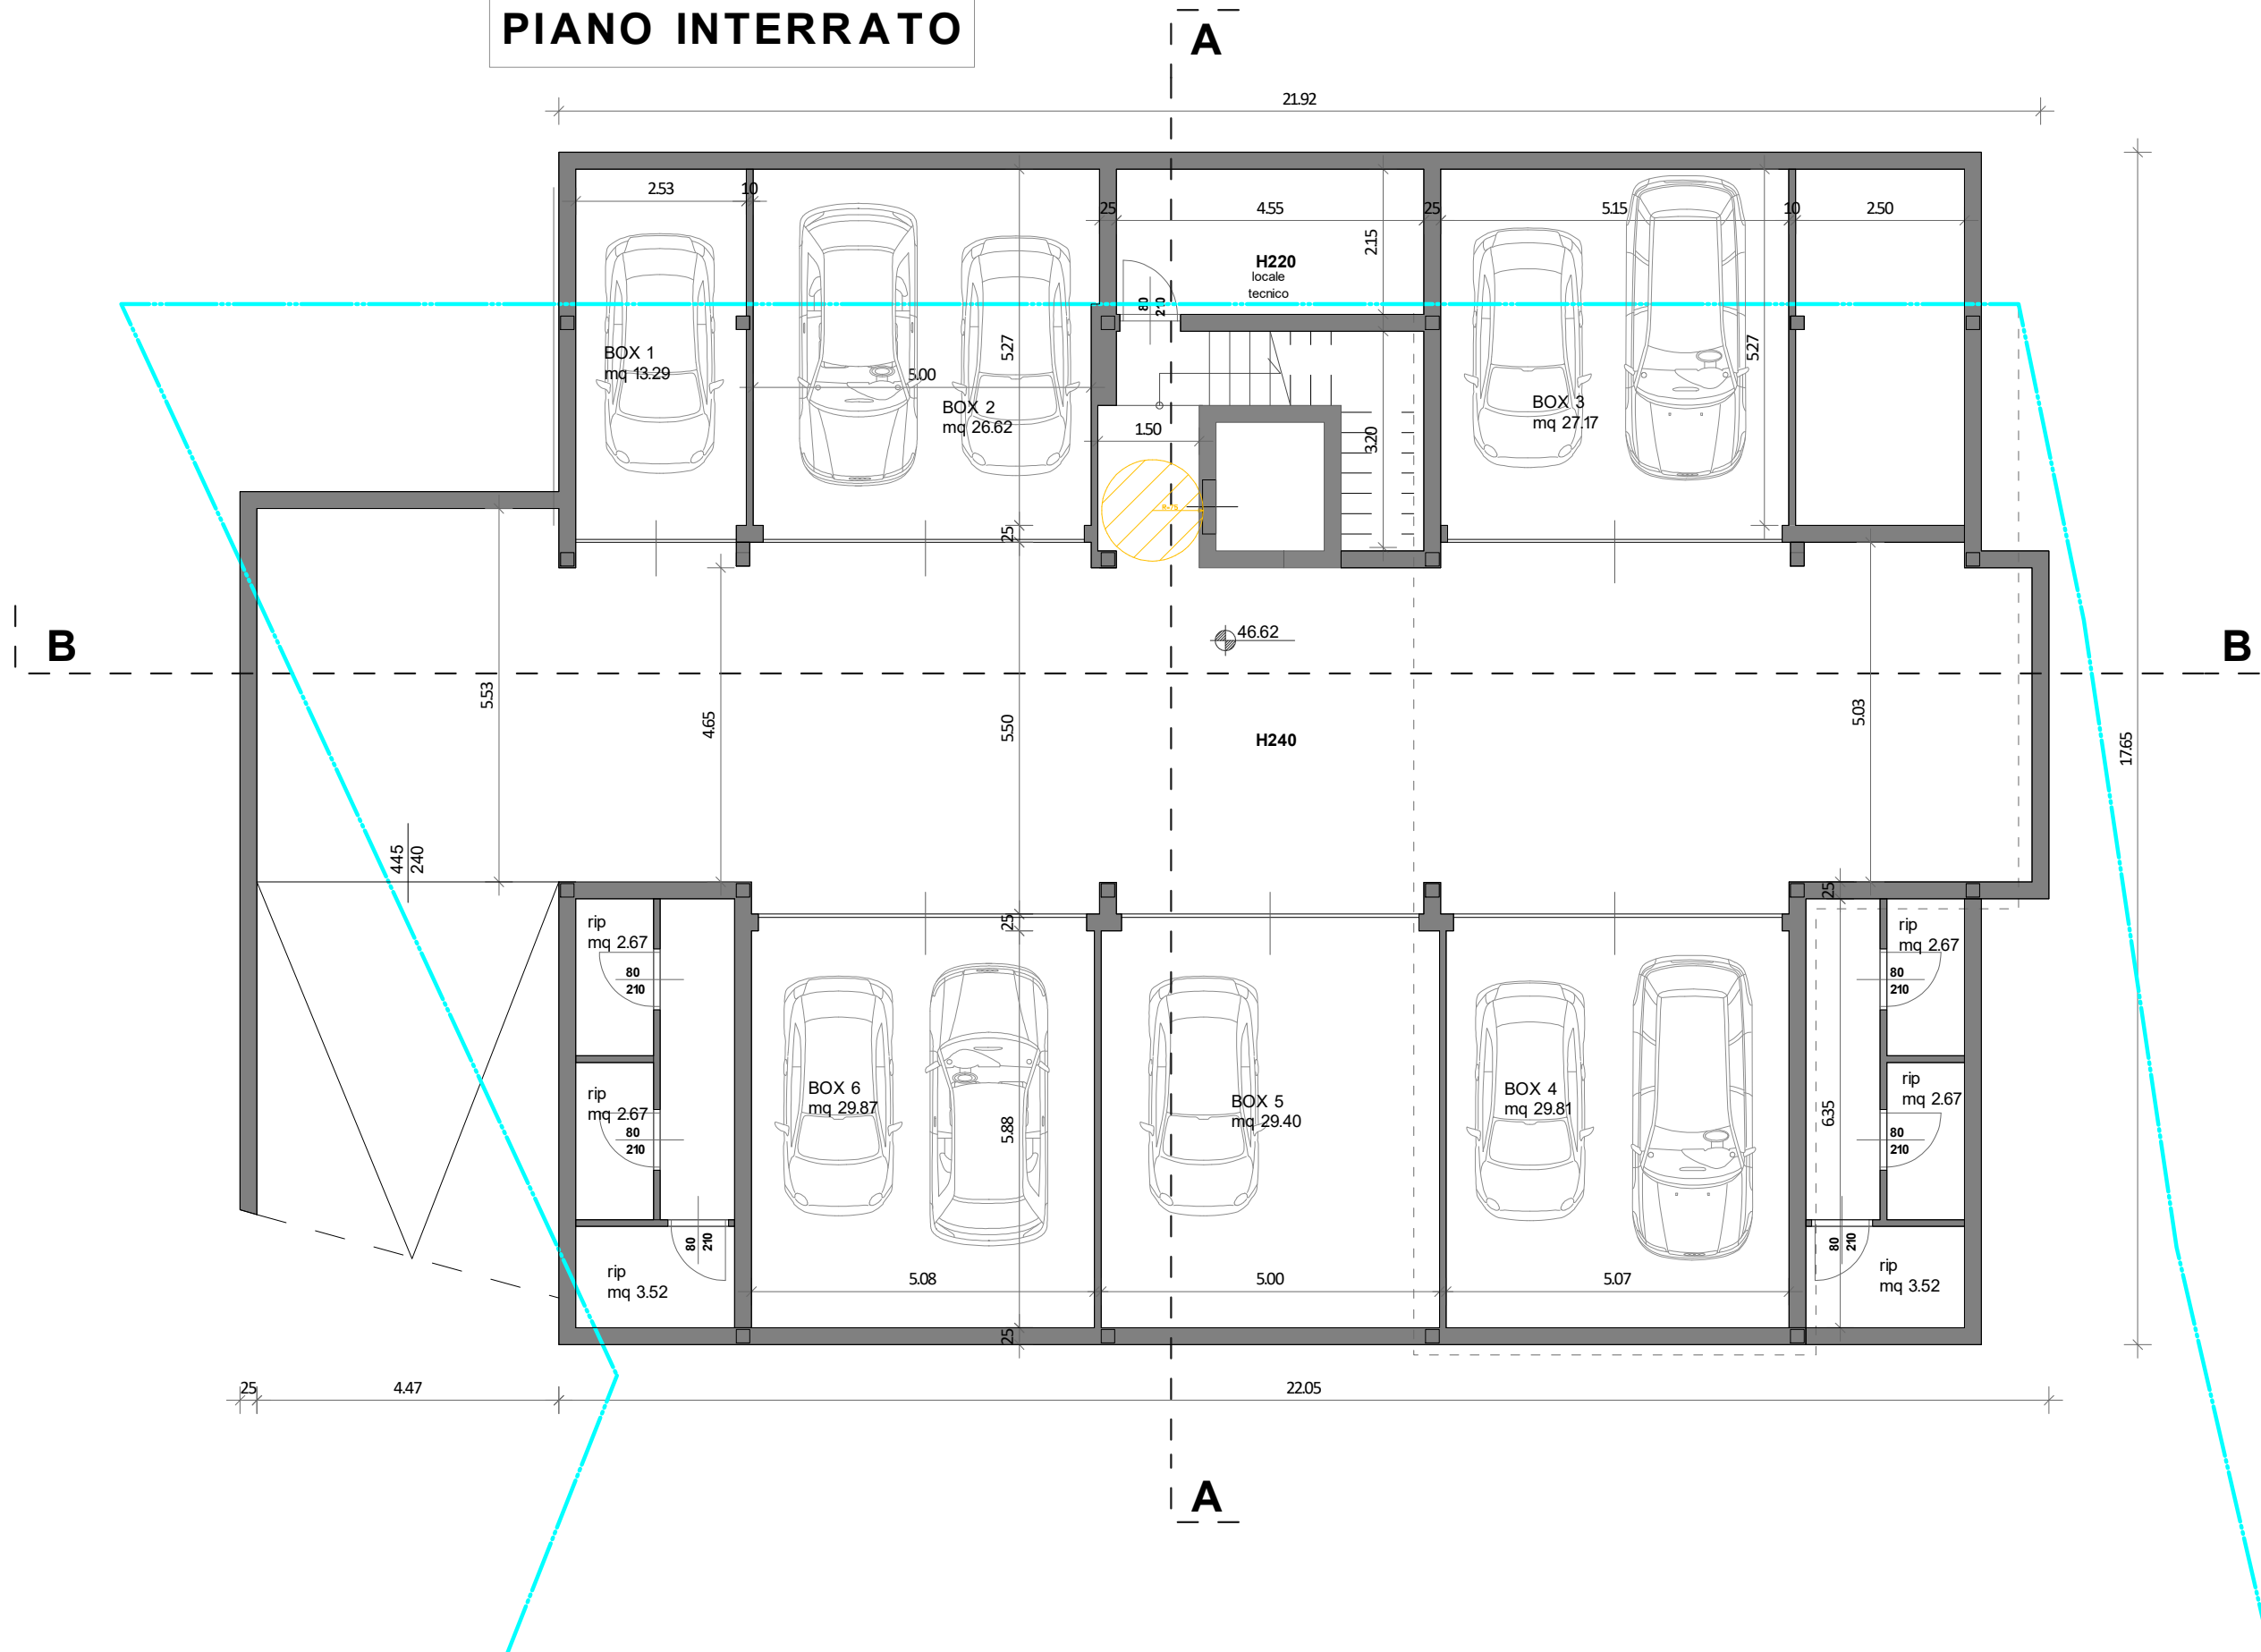 PIANO INTERRATO
A
21.92
2.53
10
25
4.55
25
5.15
10
2.50
2.15
H220
locale
tecnico
80
210
BOX 1
mq 13.29
5.27
5.00
BOX 2
mq 26.62
1.50
3.20
BOX 3
mq 27.17
5.27
25
B
46.62
B
5.53
4.65
5.50
H240
5.03
17.65
445
240
25
25
rip
mq 2.67
80
210
rip
mq 2.67
80
210
rip
mq 2.67
80
210
rip
mq 2.67
80
210
BOX 6
mq 29.87
5.88
BOX 5
mq 29.40
BOX 4
mq 29.81
6.35
80
210
rip
mq 3.52
80
210
rip
mq 3.52
5.08
5.00
5.07
25
25
4.47
22.05
A